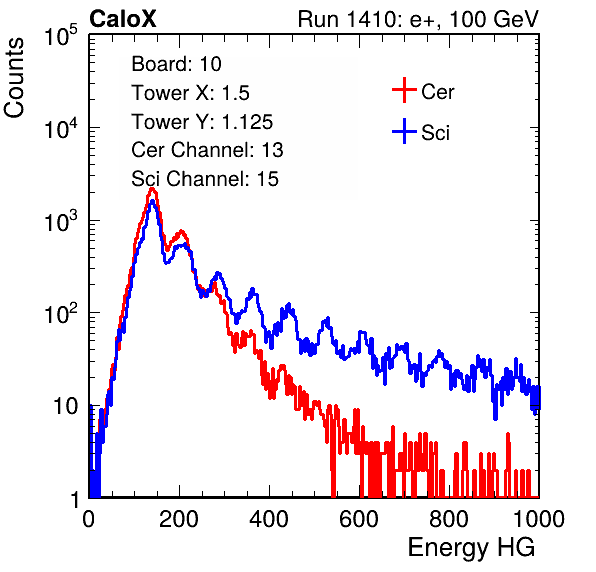 CaloX Run 1410: e+, 100 GeV
Counts
Board: 10
Tower X: 1.5
Tower Y: 1.125
Cer Channel: 13
Sci Channel: 15
Cer
Sci
10^5
10^4
10^3
10^2
10
1
0 200 400 600 800 1000
Energy HG